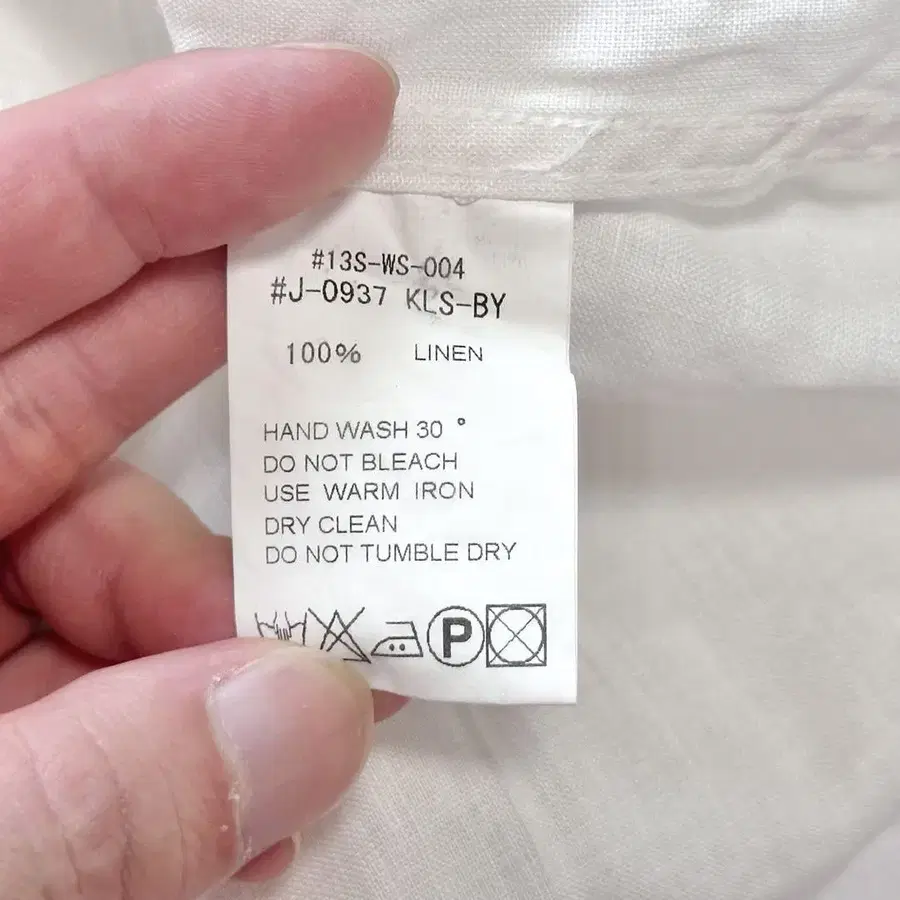 #13S-WS-004
#J-0937 KLS-BY
100% LINEN
HAND WASH 30 °
DO NOT BLEACH
USE WARM IRON
DRY CLEAN
DO NOT TUMBLE DRY
P